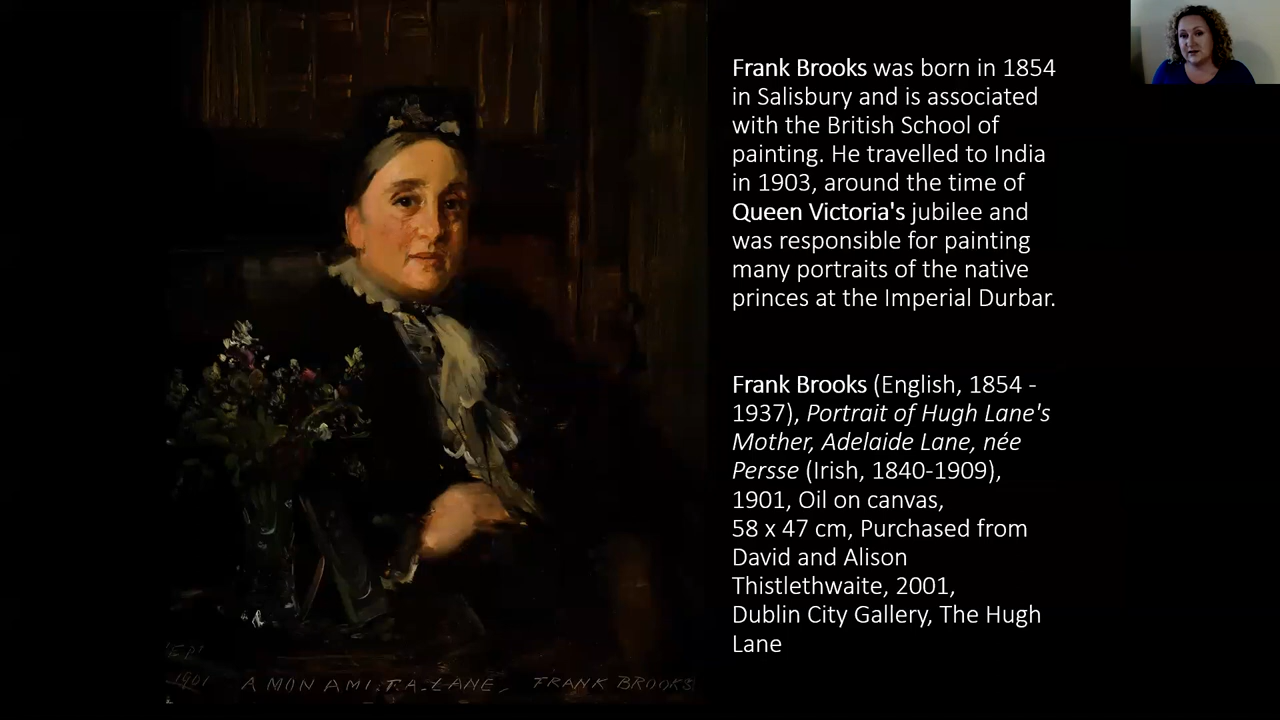 Frank Brooks was born in 1854
in Salisbury and is associated
with the British School of
painting. He travelled to India
in 1903, around the time of
Queen Victoria's jubilee and
was responsible for painting
many portraits of the native
princes at the Imperial Durbar.
Frank Brooks (English, 1854 -
1937), Portrait of Hugh Lane's
Mother, Adelaide Lane, née
Persse (Irish, 1840-1909),
1901, Oil on canvas,
58 x 47 cm, Purchased from
David and Alison
Thistlethwaite, 2001,
Dublin City Gallery, The Hugh
Lane
1901 A MON AMI. F.A. LANE, FRANK BROOKS